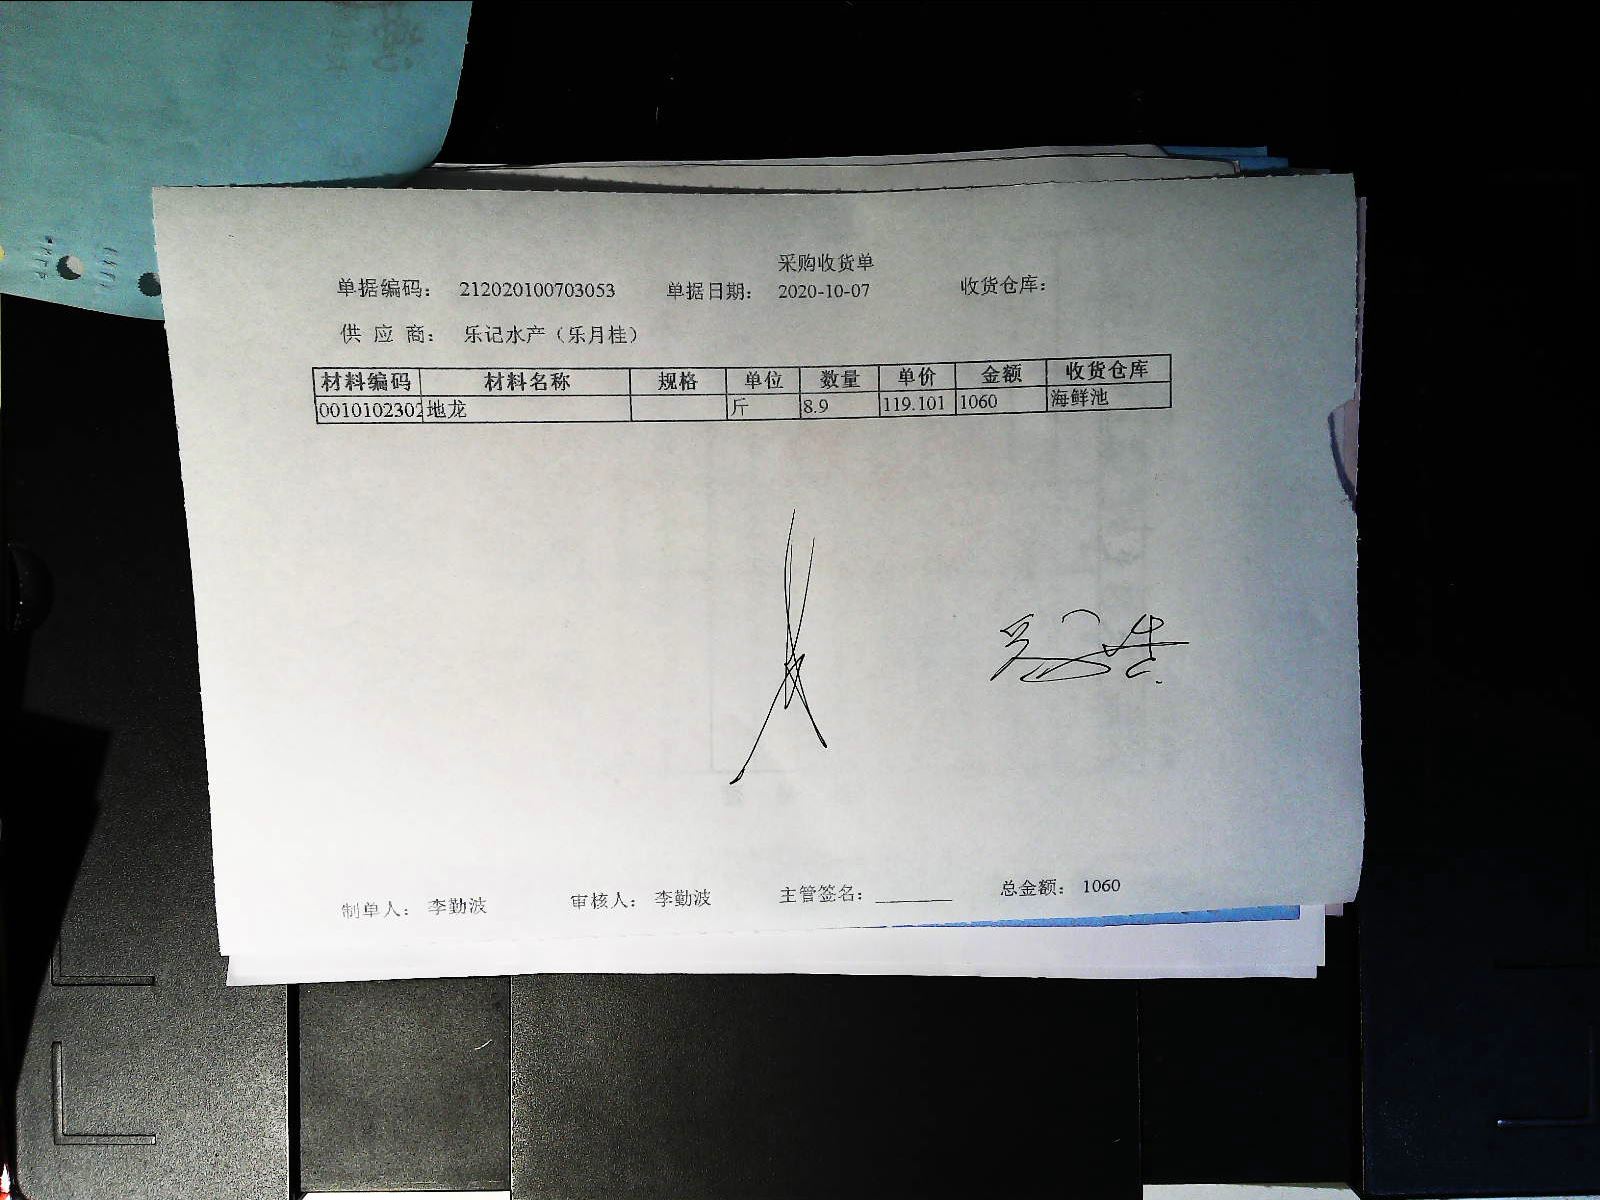 采购收货单
单据编码： 212020100703053 单据日期： 2020-10-07 收货仓库：
供 应 商： 乐记水产（乐月桂）
材料编码 材料名称 规格 单位 数量 单价 金额 收货仓库
0010102302 地龙 斤 8.9 119.101 1060 海鲜池
制单人： 李勤波 审核人： 李勤波 主管签名：______ 总金额： 1060